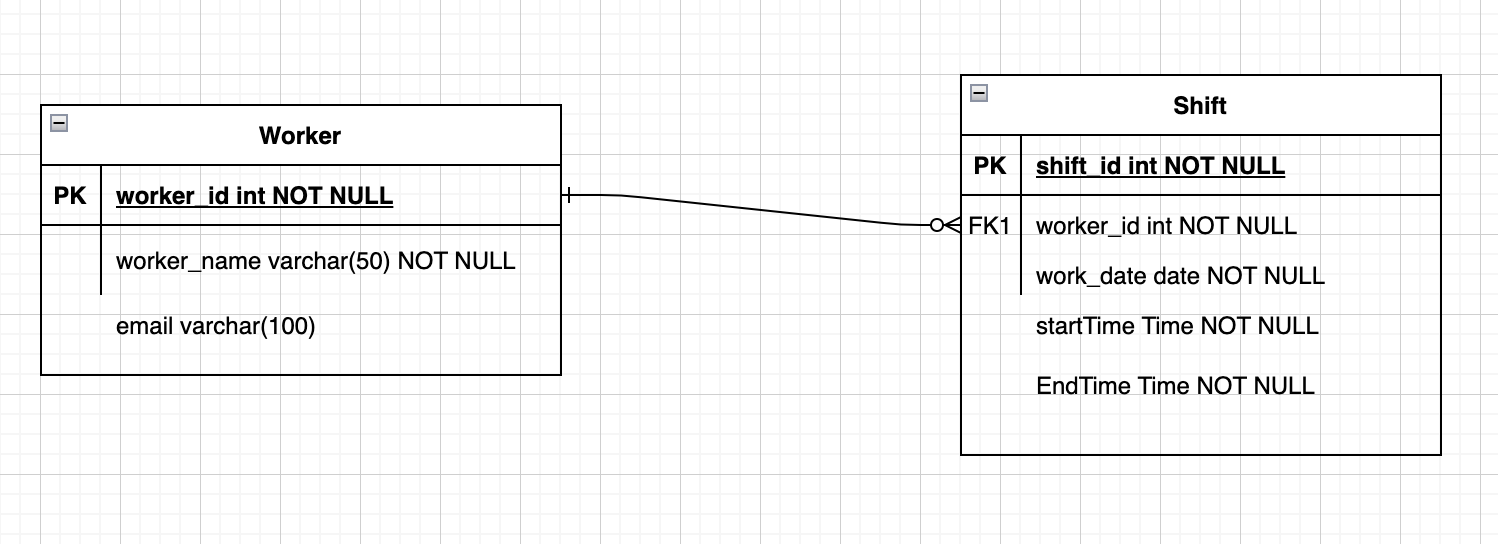 Worker
PK worker_id int NOT NULL
worker_name varchar(50) NOT NULL
email varchar(100)
Shift
PK shift_id int NOT NULL
FK1 worker_id int NOT NULL
work_date date NOT NULL
startTime Time NOT NULL
EndTime Time NOT NULL